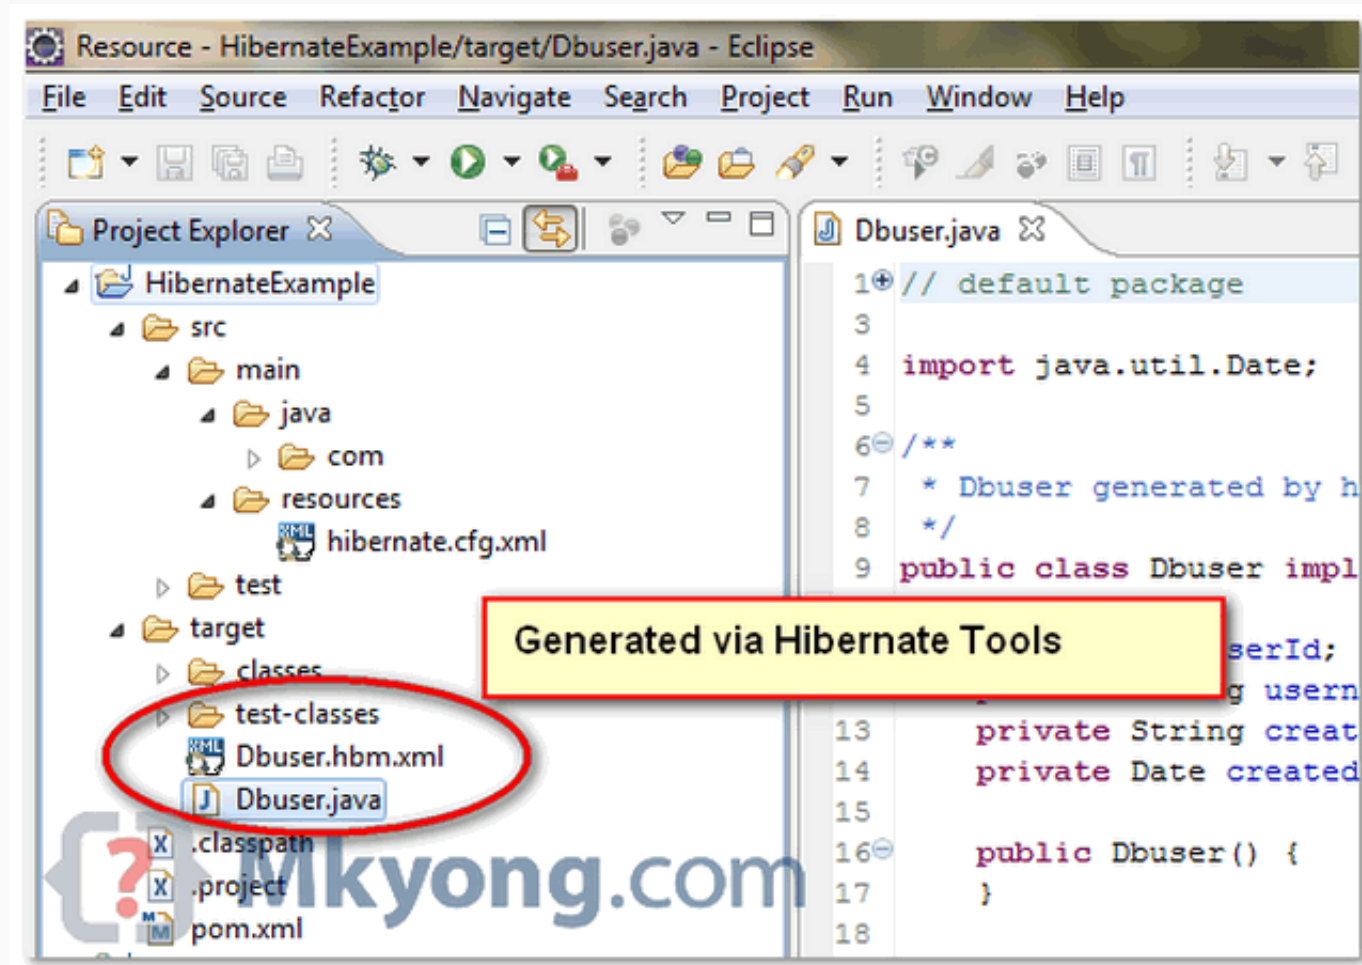 Resource - HibernateExample/target/Dbuser.java - Eclipse
File Edit Source Refactor Navigate Search Project Run Window Help
Project Explorer
HibernateExample
src
main
java
com
resources
hibernate.cfg.xml
test
target
classes
test-classes
Dbuser.hbm.xml
Dbuser.java
.classpath
.project
pom.xml
Dbuser.java
1 // default package
3
4 import java.util.Date;
5
6 /**
7 * Dbuser generated by h
8 */
9 public class Dbuser impl
serId;
g usern
13 private String creat
14 private Date created
15
16 public Dbuser() {
17 }
18
Generated via Hibernate Tools
Mkyong.com